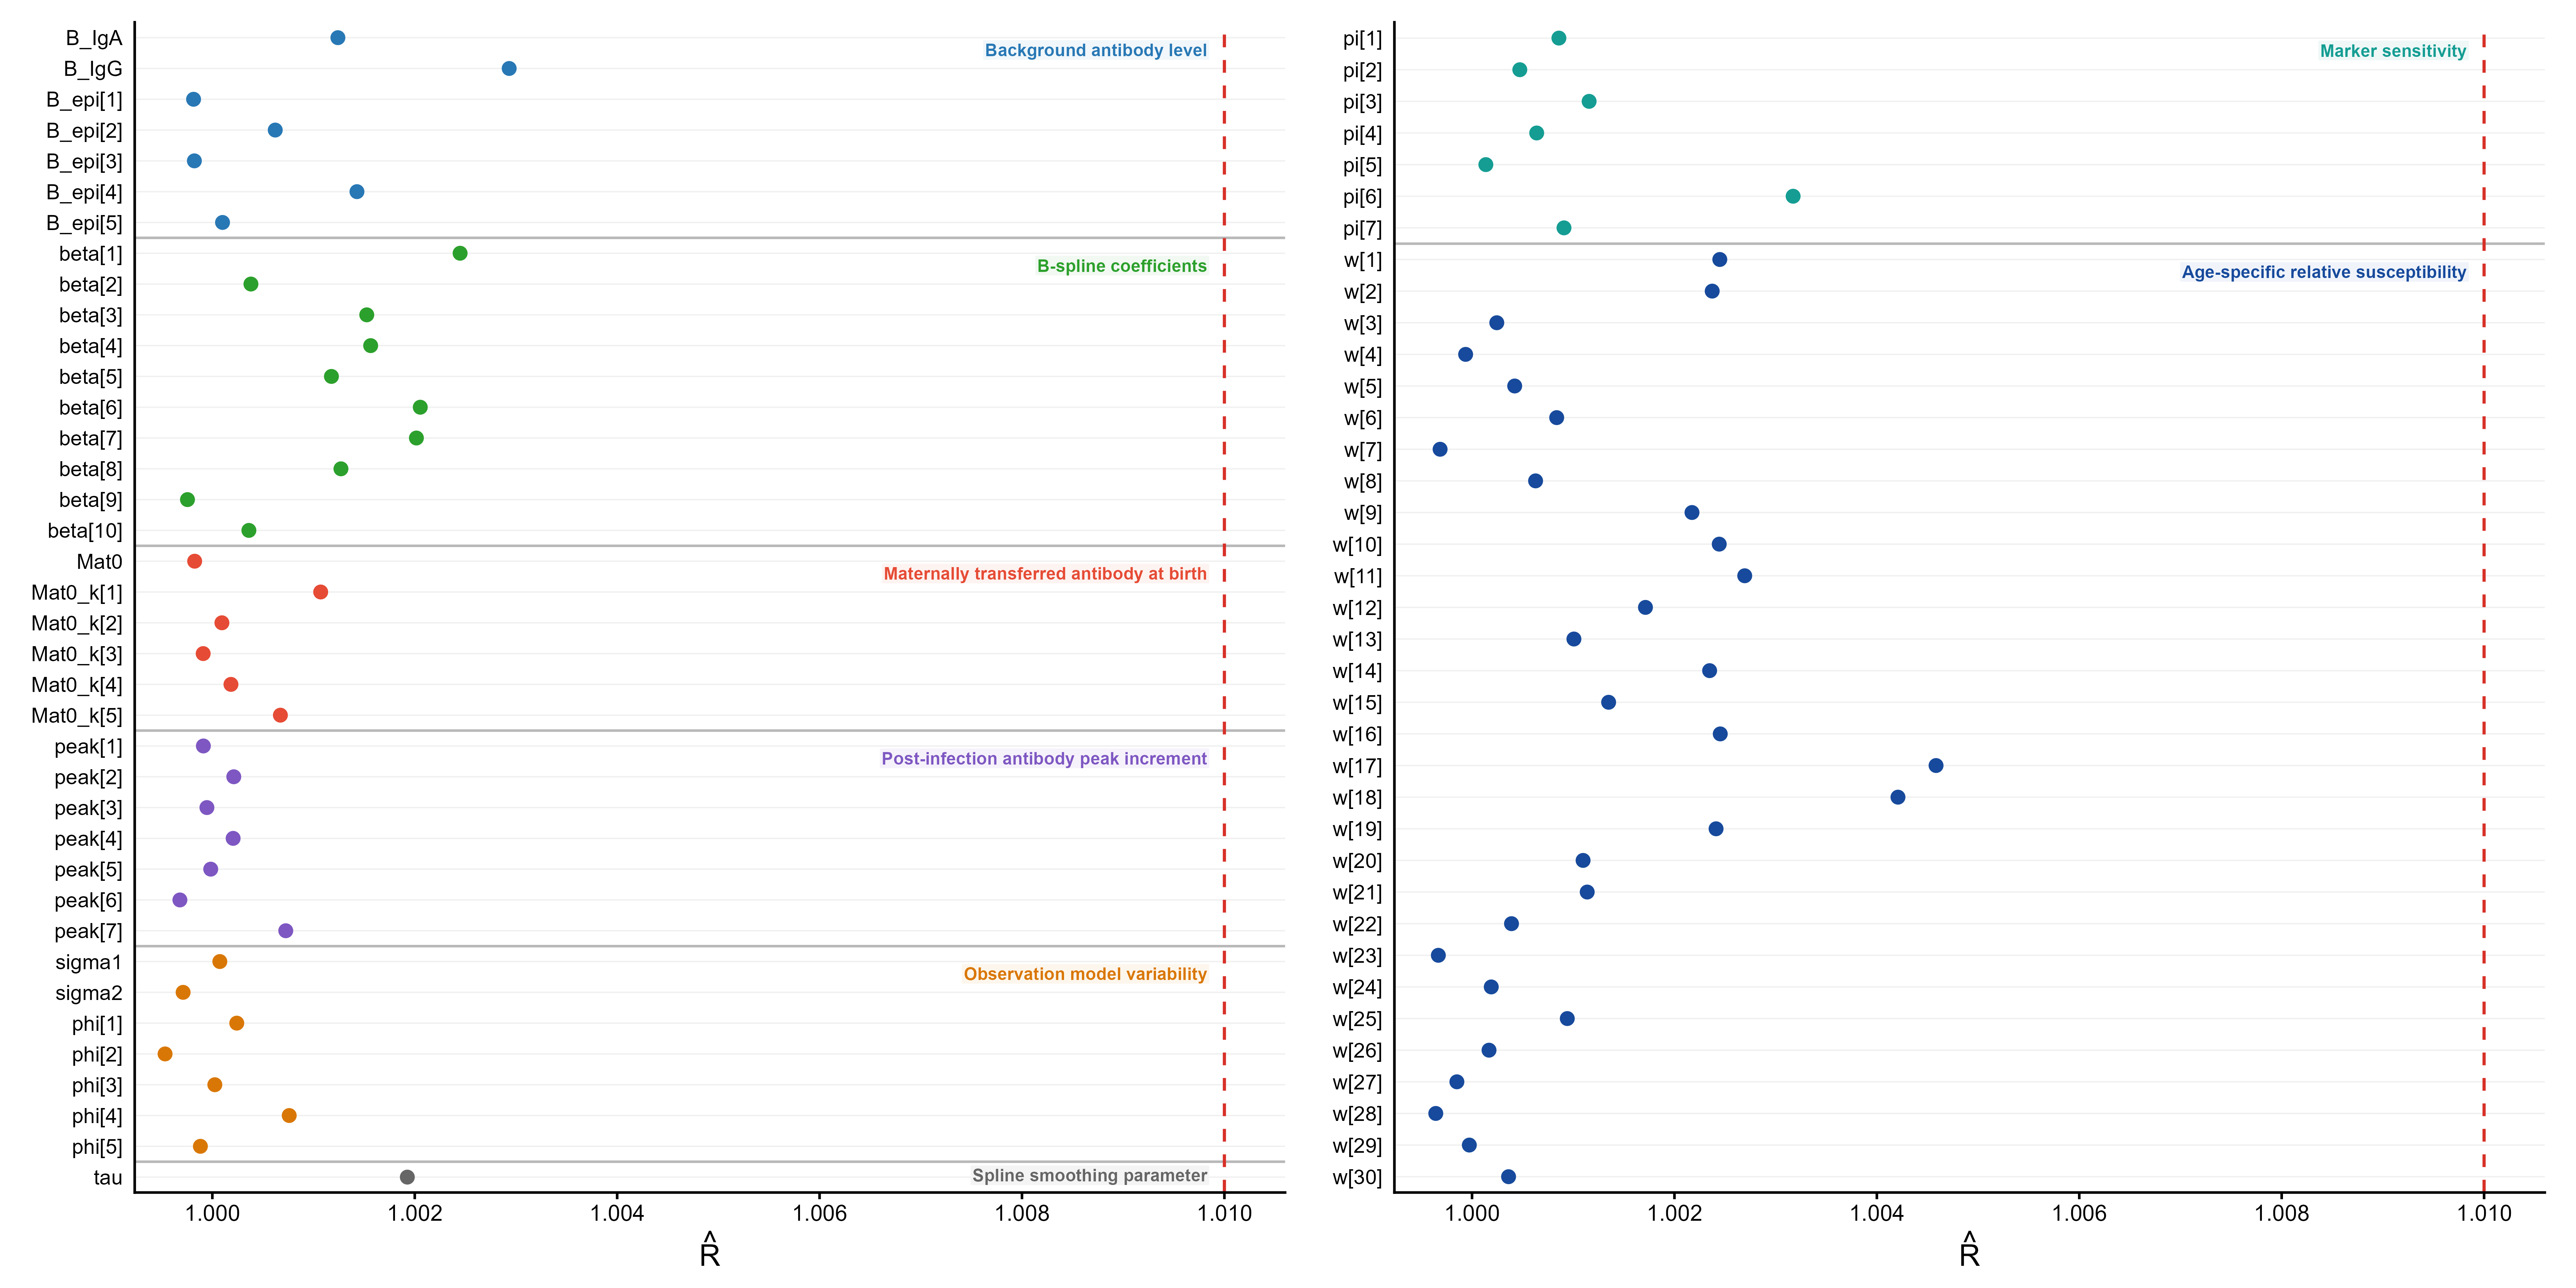 B_IgA
B_IgG
B_epi[1]
B_epi[2]
B_epi[3]
B_epi[4]
B_epi[5]
Background antibody level
beta[1]
beta[2]
beta[3]
beta[4]
beta[5]
beta[6]
beta[7]
beta[8]
beta[9]
beta[10]
B-spline coefficients
Mat0
Mat0_k[1]
Mat0_k[2]
Mat0_k[3]
Mat0_k[4]
Mat0_k[5]
Maternally transferred antibody at birth
peak[1]
peak[2]
peak[3]
peak[4]
peak[5]
peak[6]
peak[7]
Post-infection antibody peak increment
sigma1
sigma2
phi[1]
phi[2]
phi[3]
phi[4]
phi[5]
Observation model variability
tau
Spline smoothing parameter
1.000 1.002 1.004 1.006 1.008 1.010
R̂
pi[1]
pi[2]
pi[3]
pi[4]
pi[5]
pi[6]
pi[7]
Marker sensitivity
w[1]
w[2]
w[3]
w[4]
w[5]
w[6]
w[7]
w[8]
w[9]
w[10]
w[11]
w[12]
w[13]
w[14]
w[15]
w[16]
w[17]
w[18]
w[19]
w[20]
w[21]
w[22]
w[23]
w[24]
w[25]
w[26]
w[27]
w[28]
w[29]
w[30]
Age-specific relative susceptibility
1.000 1.002 1.004 1.006 1.008 1.010
R̂